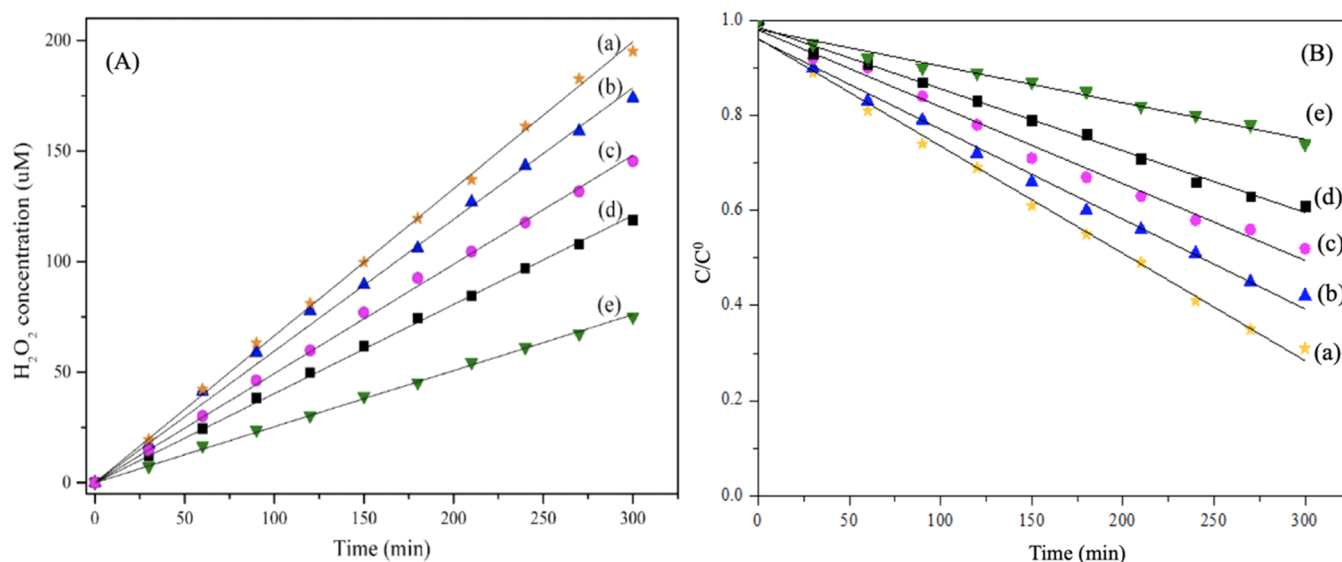 (A)
H₂O₂ concentration (uM)
200
150
100
50
0
(a)
(b)
(c)
(d)
(e)
0 50 100 150 200 250 300
Time (min)
(B)
C/C⁰
1.0
0.8
0.6
0.4
0.2
0.0
(e)
(d)
(c)
(b)
(a)
0 50 100 150 200 250 300
Time (min)